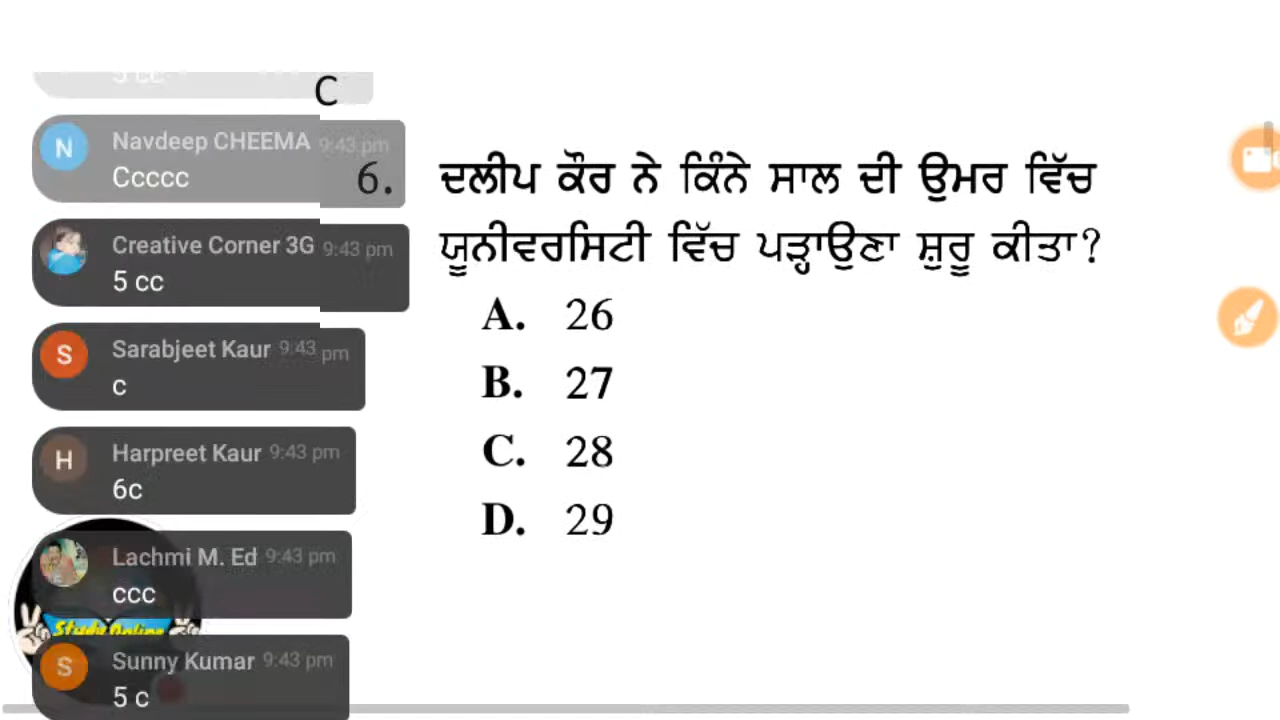 C
Navdeep CHEEMA 9:43 pm
Ccccc
Creative Corner 3G 9:43 pm
5 cc
Sarabjeet Kaur 9:43 pm
c
H
Harpreet Kaur 9:43 pm
6c
Lachmi M. Ed 9:43 pm
ccc
Study Online
Sunny Kumar 9:43 pm
5 c
N
S
S
6. ਦਲੀਪ ਕੌਰ ਨੇ ਕਿੰਨੇ ਸਾਲ ਦੀ ਉਮਰ ਵਿੱਚ
ਯੂਨੀਵਰਸਿਟੀ ਵਿੱਚ ਪੜ੍ਹਾਉਣਾ ਸ਼ੁਰੂ ਕੀਤਾ?
A. 26
B. 27
C. 28
D. 29